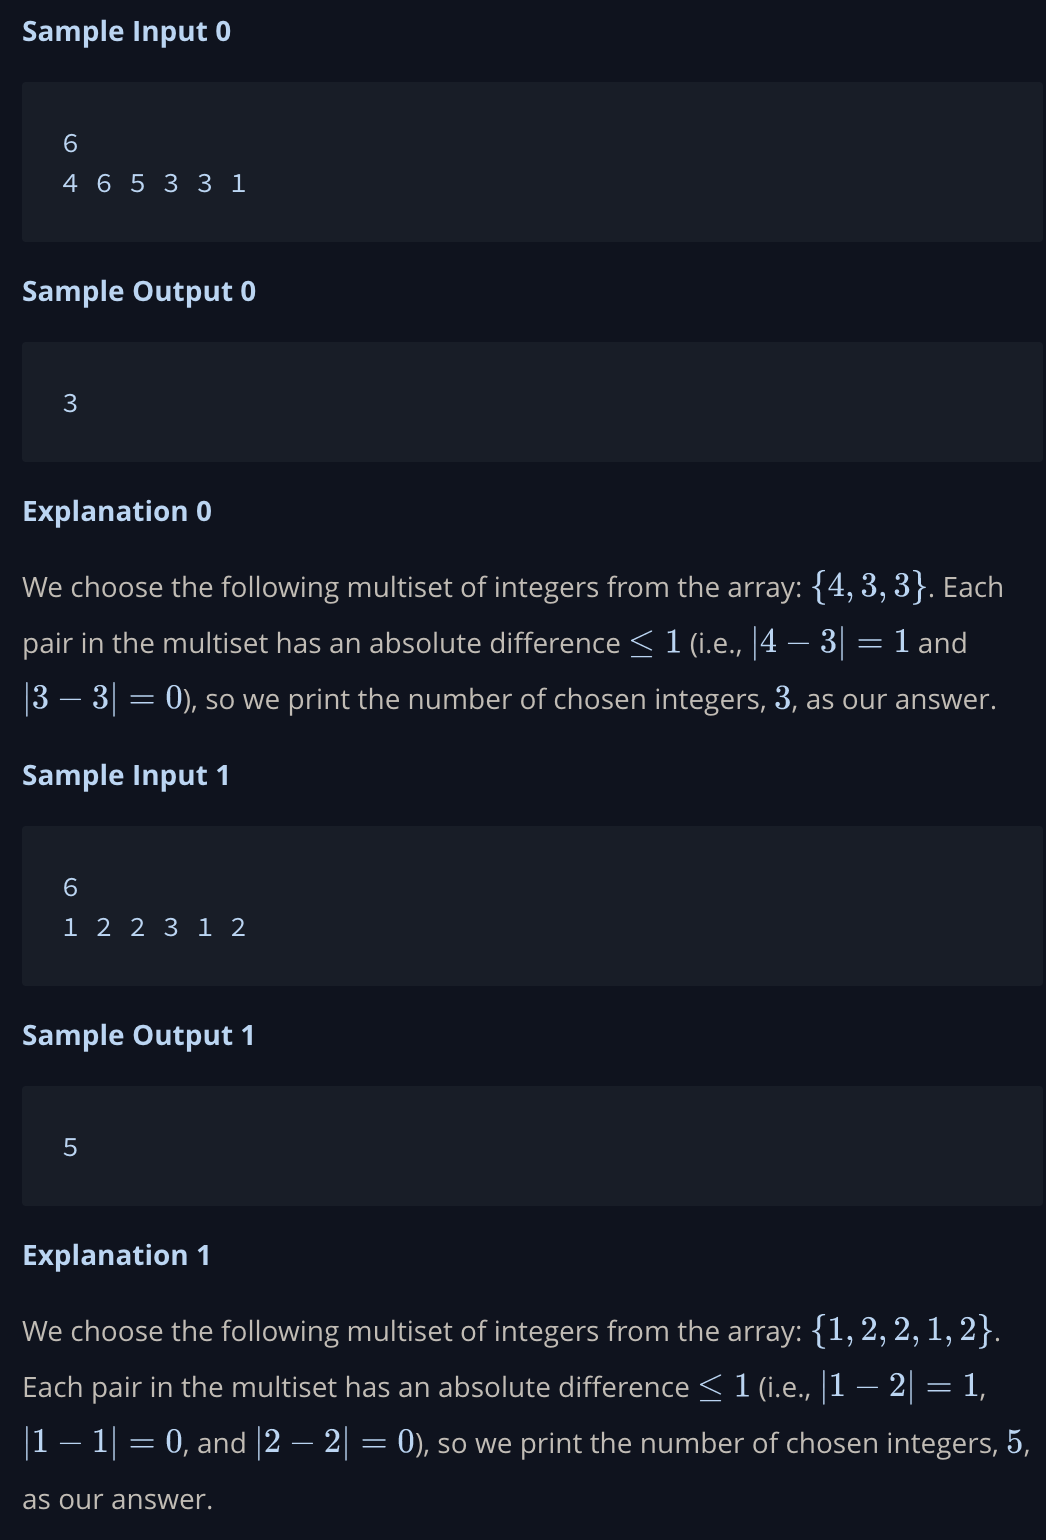 Sample Input 0
6
4 6 5 3 3 1
Sample Output 0
3
Explanation 0
We choose the following multiset of integers from the array: {4, 3, 3}. Each
pair in the multiset has an absolute difference ≤ 1 (i.e., |4 − 3| = 1 and
|3 − 3| = 0), so we print the number of chosen integers, 3, as our answer.
Sample Input 1
6
1 2 2 3 1 2
Sample Output 1
5
Explanation 1
We choose the following multiset of integers from the array: {1, 2, 2, 1, 2}.
Each pair in the multiset has an absolute difference ≤ 1 (i.e., |1 − 2| = 1,
|1 − 1| = 0, and |2 − 2| = 0), so we print the number of chosen integers, 5,
as our answer.